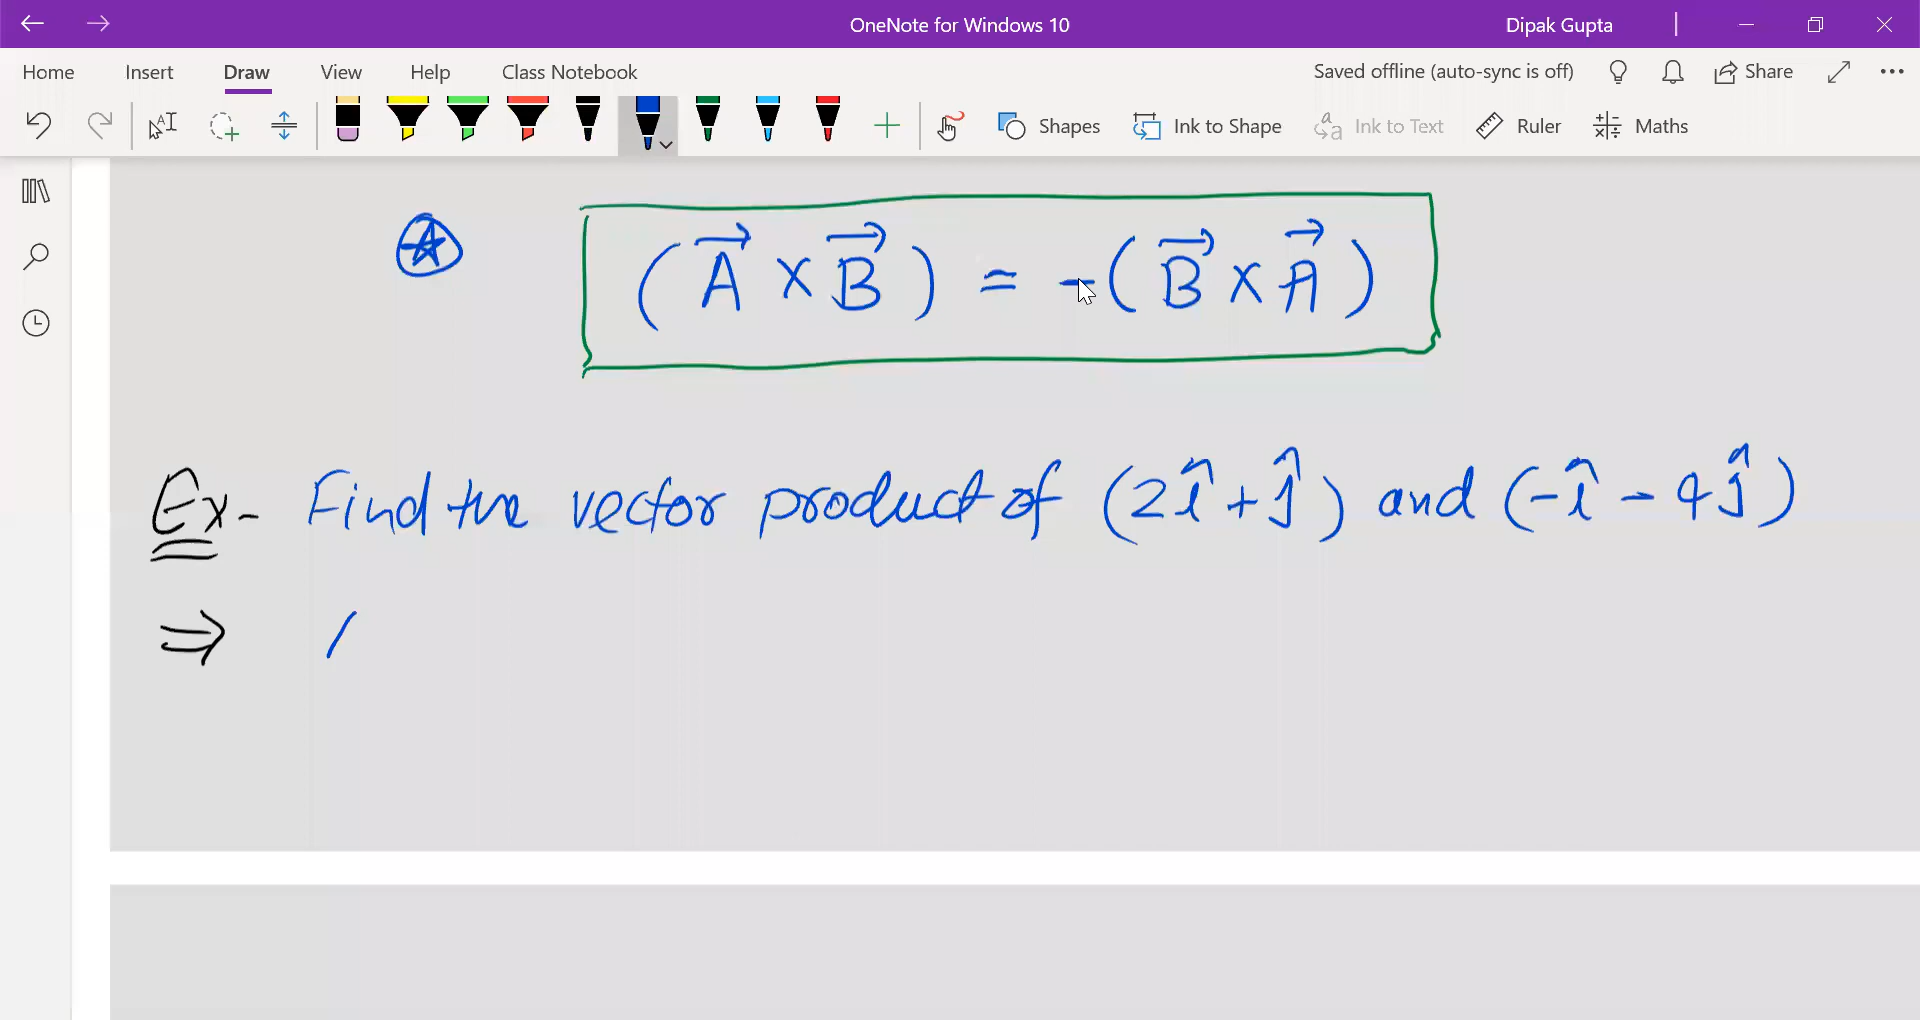 OneNote for Windows 10 Dipak Gupta
Home Insert Draw View Help Class Notebook Saved offline (auto-sync is off) Share
Shapes Ink to Shape Ink to Text Ruler Maths
(A⃗ × B⃗) = -(B⃗ × A⃗)
Ex- Find the vector product of (2î + ĵ) and (-î - 4ĵ)
⇒ /